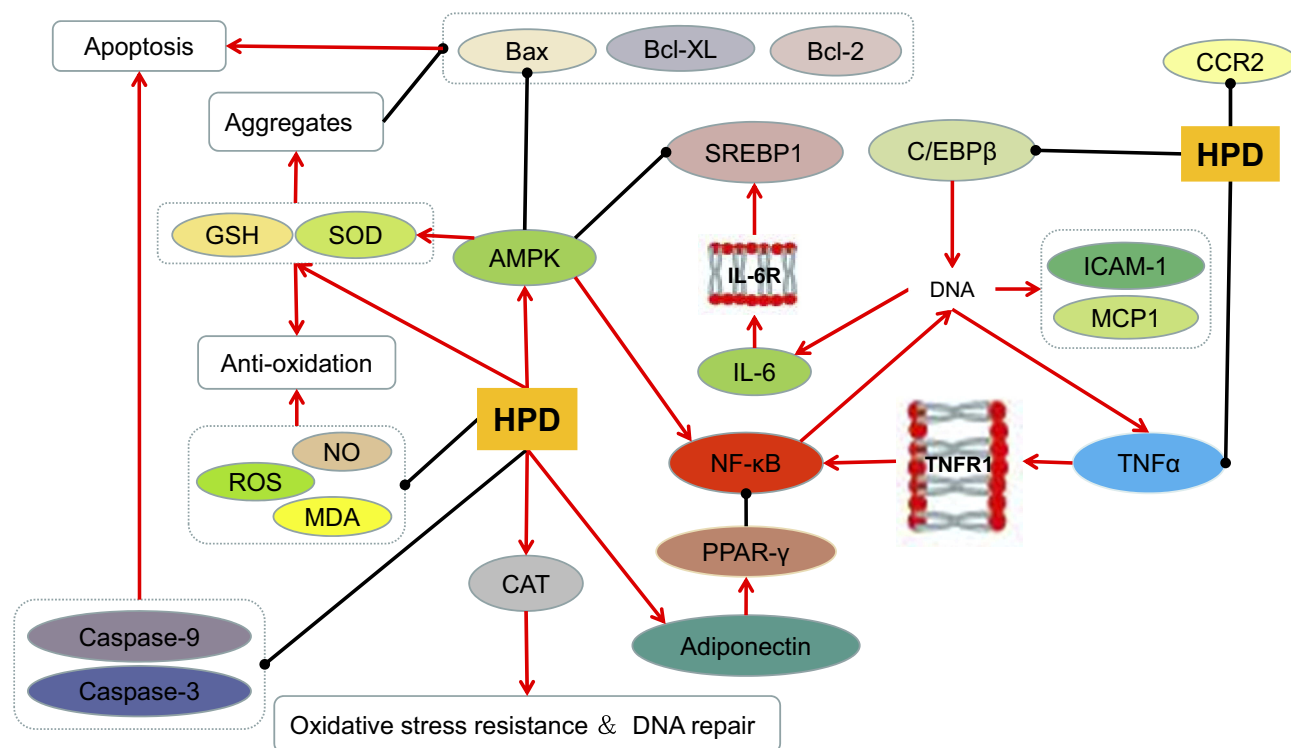 Apoptosis
Bax
Bcl-XL
Bcl-2
CCR2
Aggregates
SREBP1
C/EBPβ
HPD
GSH
SOD
AMPK
IL-6R
DNA
ICAM-1
MCP1
Anti-oxidation
IL-6
HPD
NO
ROS
MDA
NF-κB
TNFR1
TNFα
PPAR-γ
CAT
Caspase-9
Caspase-3
Adiponectin
Oxidative stress resistance & DNA repair